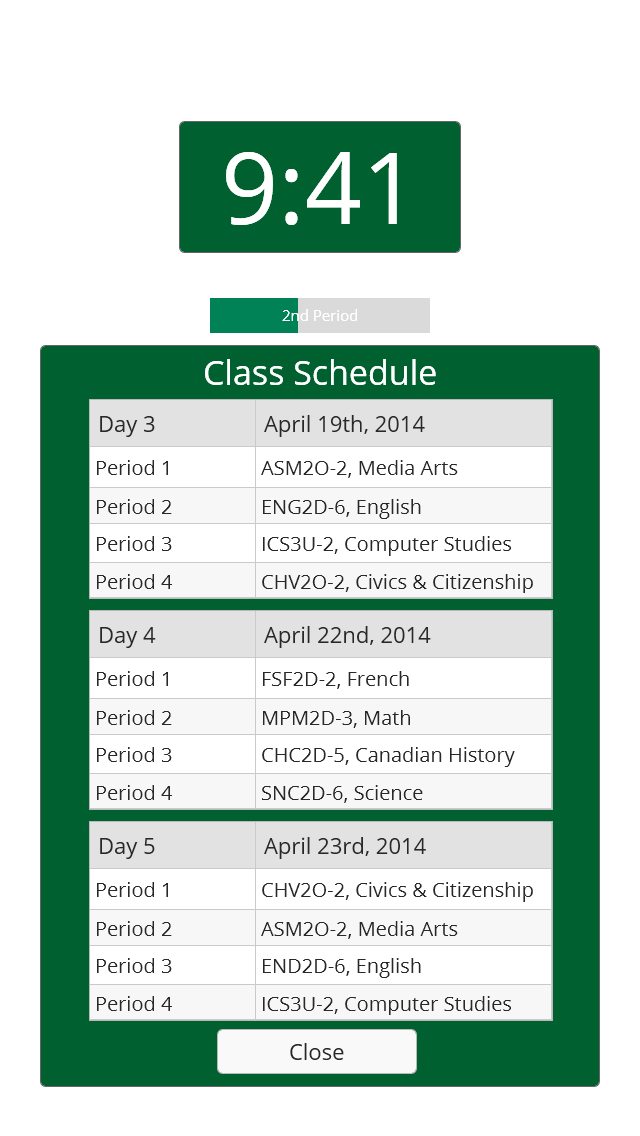 9:41
2nd Period
Class Schedule
Day 3 April 19th, 2014
Period 1 ASM2O-2, Media Arts
Period 2 ENG2D-6, English
Period 3 ICS3U-2, Computer Studies
Period 4 CHV2O-2, Civics & Citizenship
Day 4 April 22nd, 2014
Period 1 FSF2D-2, French
Period 2 MPM2D-3, Math
Period 3 CHC2D-5, Canadian History
Period 4 SNC2D-6, Science
Day 5 April 23rd, 2014
Period 1 CHV2O-2, Civics & Citizenship
Period 2 ASM2O-2, Media Arts
Period 3 END2D-6, English
Period 4 ICS3U-2, Computer Studies
Close